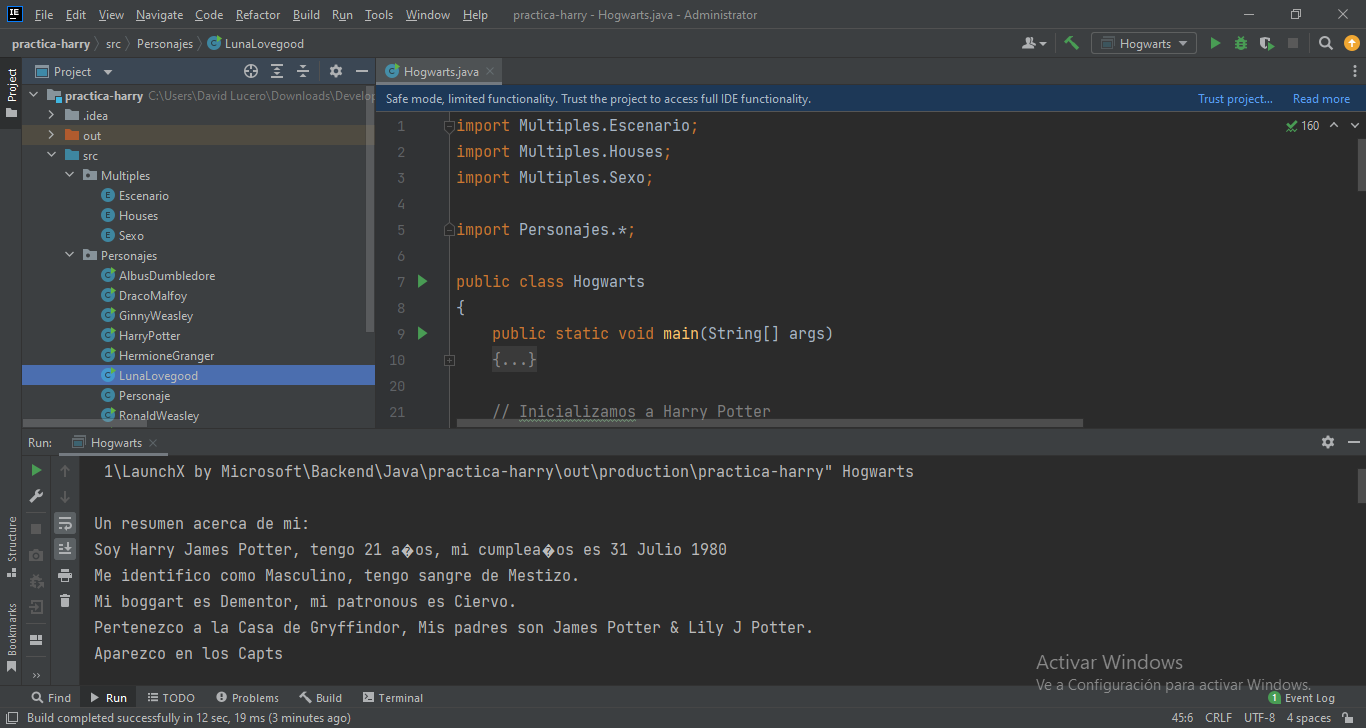 File Edit View Navigate Code Refactor Build Run Tools Window Help practica-harry - Hogwarts.java - Administrator
practica-harry src Personajes LunaLovegood Hogwarts
Project
Project
Hogwarts.java
practica-harry C:\Users\David Lucero\Downloads\Develop
.idea
out
src
Multiples
Escenario
Houses
Sexo
Personajes
AlbusDumbledore
DracoMalfoy
GinnyWeasley
HarryPotter
HermioneGranger
LunaLovegood
Personaje
RonaldWeasley
Safe mode, limited functionality. Trust the project to access full IDE functionality. Trust project... Read more
160
1 import Multiples.Escenario;
2 import Multiples.Houses;
3 import Multiples.Sexo;
4
5 import Personajes.*;
6
7 public class Hogwarts
8 {
9 public static void main(String[] args)
10 {...}
20
21 // Inicializamos a Harry Potter
Run: Hogwarts
1\LaunchX by Microsoft\Backend\Java\practica-harry\out\production\practica-harry" Hogwarts
Un resumen acerca de mi:
Soy Harry James Potter, tengo 21 a�os, mi cumplea�os es 31 Julio 1980
Me identifico como Masculino, tengo sangre de Mestizo.
Mi boggart es Dementor, mi patronous es Ciervo.
Pertenezco a la Casa de Gryffindor, Mis padres son James Potter & Lily J Potter.
Aparezco en los Capts
Structure
Bookmarks
Activar Windows
Ve a Configuración para activar Windows.
Find Run TODO Problems Build Terminal 1 Event Log
Build completed successfully in 12 sec, 19 ms (3 minutes ago) 45:6 CRLF UTF-8 4 spaces